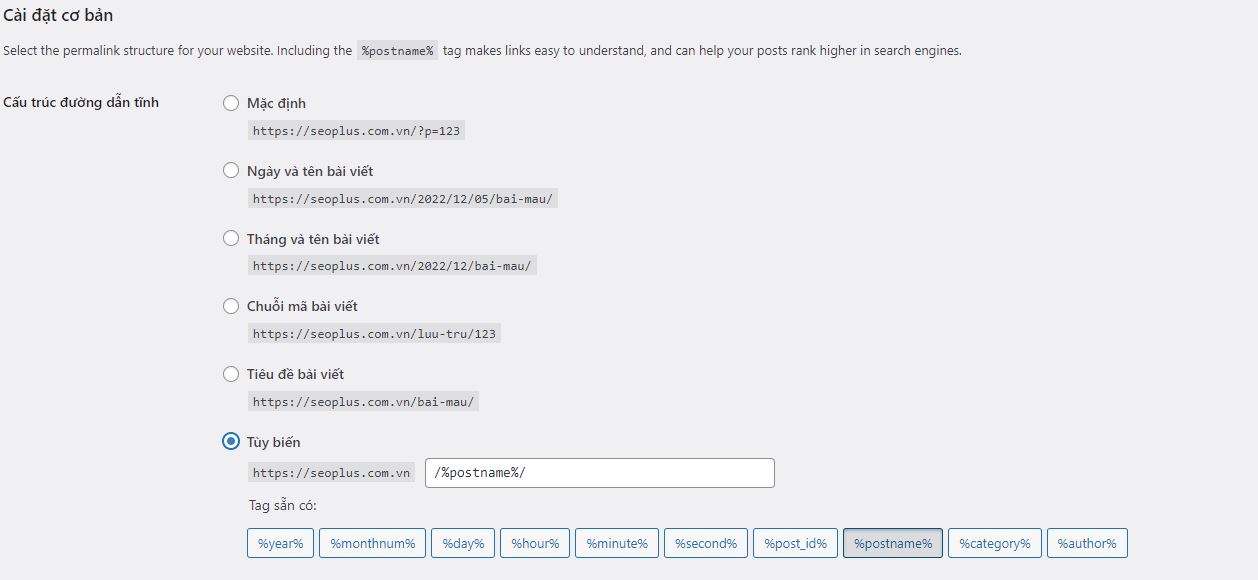 Cài đặt cơ bản
Select the permalink structure for your website. Including the %postname% tag makes links easy to understand, and can help your posts rank higher in search engines.
Cấu trúc đường dẫn tĩnh
Mặc định
https://seoplus.com.vn/?p=123
Ngày và tên bài viết
https://seoplus.com.vn/2022/12/05/bai-mau/
Tháng và tên bài viết
https://seoplus.com.vn/2022/12/bai-mau/
Chuỗi mã bài viết
https://seoplus.com.vn/luu-tru/123
Tiêu đề bài viết
https://seoplus.com.vn/bai-mau/
Tùy biến
https://seoplus.com.vn /%postname%/
Tag sẵn có:
%year% %monthnum% %day% %hour% %minute% %second% %post_id% %postname% %category% %author%